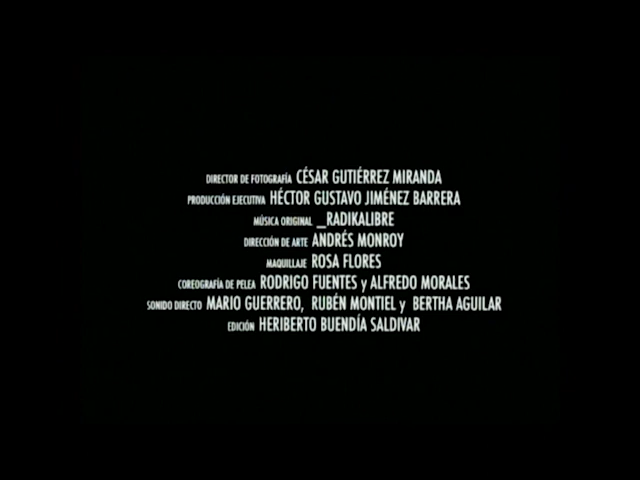 DIRECTOR DE FOTOGRAFÍA CÉSAR GUTIÉRREZ MIRANDA
PRODUCCIÓN EJECUTIVA HÉCTOR GUSTAVO JIMÉNEZ BARRERA
MÚSICA ORIGINAL _RADIKALIBRE
DIRECCIÓN DE ARTE ANDRÉS MONROY
MAQUILLAJE ROSA FLORES
COREOGRAFÍA DE PELEA RODRIGO FUENTES y ALFREDO MORALES
SONIDO DIRECTO MARIO GUERRERO, RUBÉN MONTIEL y BERTHA AGUILAR
EDICIÓN HERIBERTO BUENDÍA SALDIVAR